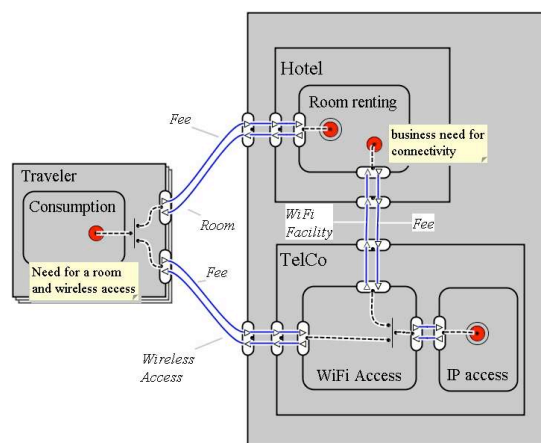 Hotel
Room renting
Fee
business need for
connectivity
Traveler
Consumption
WiFi
Facility
Fee
Room
TelCo
Need for a room
and wireless access
Fee
Wireless
Access
WiFi Access
IP access